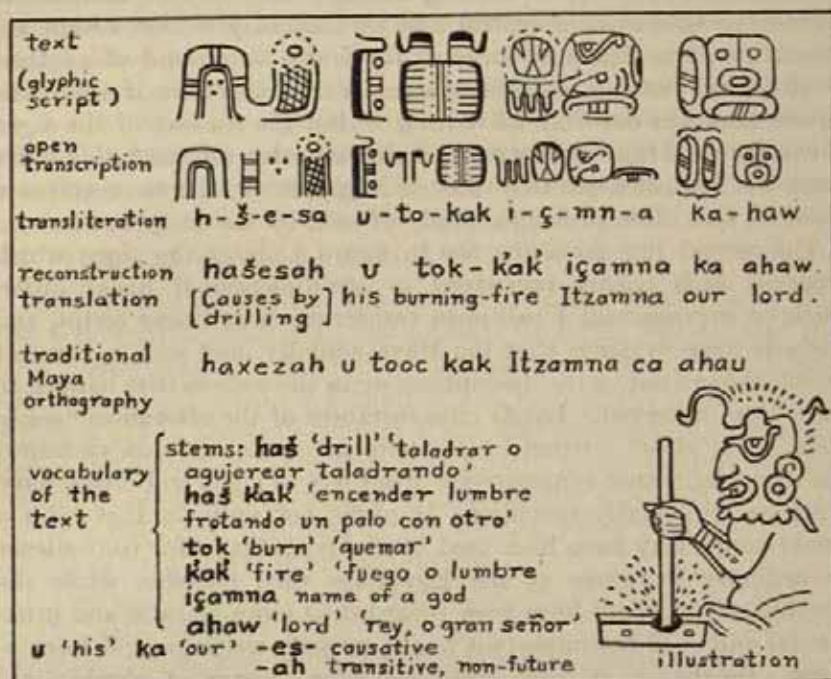 text
(glyphic script)
open transcription
transliteration h-š-e-sa u-to-kak i-ç-mn-a ka-haw
reconstruction hašesah u tok-k̓ak̓ içamna ka ahaw.
translation [Causes by drilling] his burning-fire Itzamna our lord.
traditional Maya orthography haxezah u tooc kak Itzamna ca ahau
vocabulary of the text
stems: haš 'drill' 'taladrar o
agujerear taladrando'
haš k̓ak̓ 'encender lumbre
frotando un palo con otro'
tok 'burn' 'quemar'
k̓ak̓ 'fire' 'fuego o lumbre'
içamna name of a god
ahaw 'lord' 'rey, o gran señor'
u 'his' ka 'our' -es- causative
-ah transitive, non-future
illustration